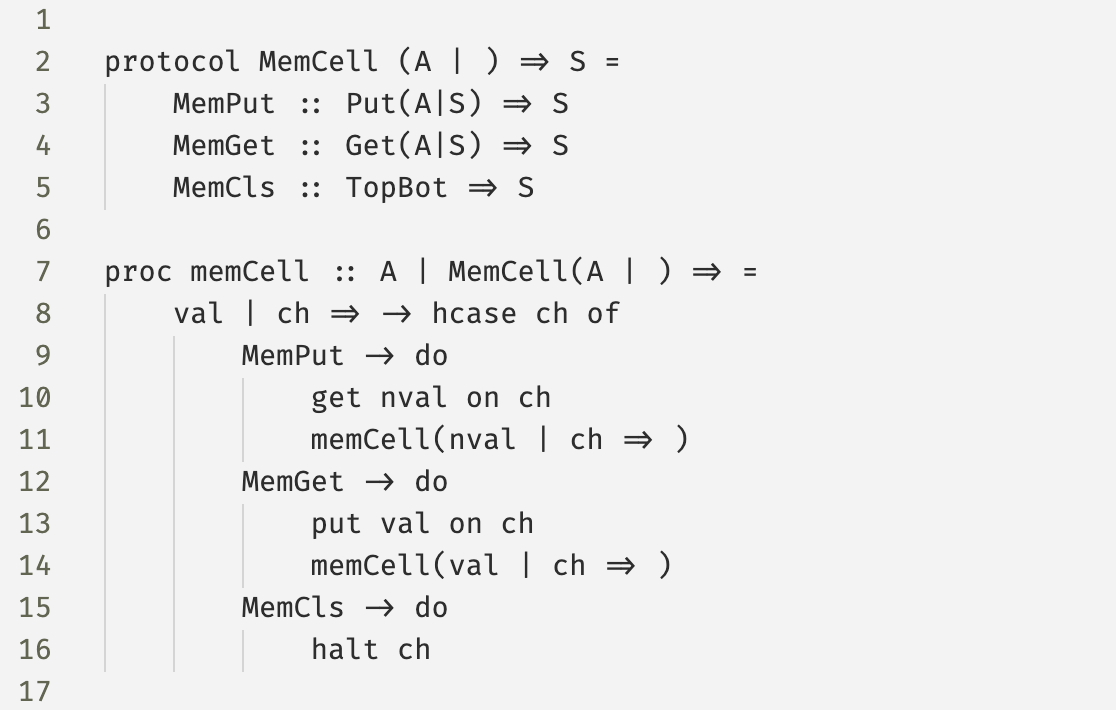 1
2 protocol MemCell (A | ) => S =
3 MemPut :: Put(A|S) => S
4 MemGet :: Get(A|S) => S
5 MemCls :: TopBot => S
6
7 proc memCell :: A | MemCell(A | ) => =
8 val | ch => -> hcase ch of
9 MemPut -> do
10 get nval on ch
11 memCell(nval | ch => )
12 MemGet -> do
13 put val on ch
14 memCell(val | ch => )
15 MemCls -> do
16 halt ch
17